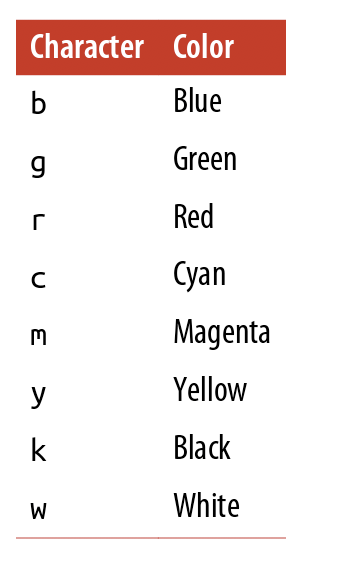 Character Color
b Blue
g Green
r Red
c Cyan
m Magenta
y Yellow
k Black
w White